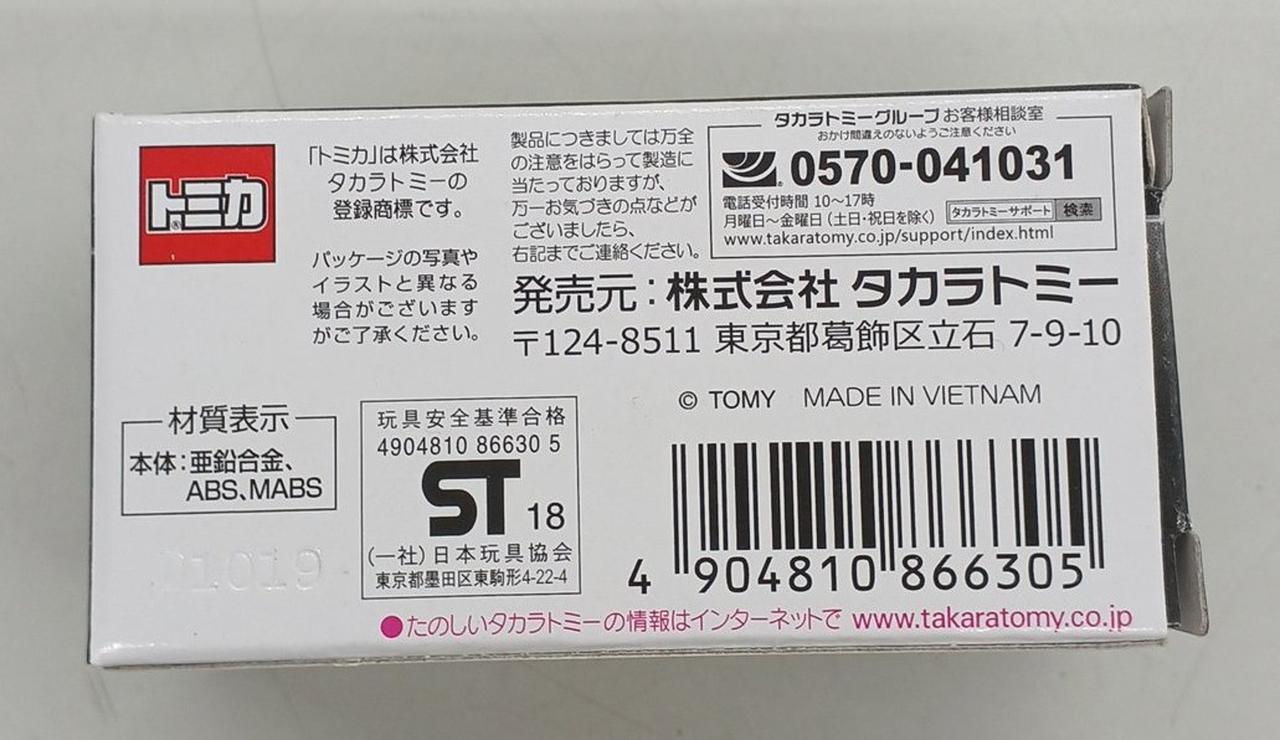 トミカ®
「トミカ」は株式会社
タカラトミーの
登録商標です。
パッケージの写真や
イラストと異なる
場合がございます
がご了承ください。
製品につきましては万全
の注意をはらって製造に
当たっておりますが、
万一お気づきの点などが
ございましたら、
右記までご連絡ください。
タカラトミーグループ お客様相談室
おかけ間違えのないようご注意ください
0570-041031
電話受付時間 10〜17時
月曜日〜金曜日 (土日・祝日を除く)
タカラトミーサポート 検索
www.takaratomy.co.jp/support/index.html
発売元:株式会社 タカラトミー
〒124-8511 東京都葛飾区立石 7-9-10
© TOMY MADE IN VIETNAM
材質表示
本体:亜鉛合金、
ABS、MABS
玩具安全基準合格
4904810 86630 5
ST 18
(一社)日本玩具協会
東京都墨田区東駒形4-22-4
4 904810 866305
●たのしいタカラトミーの情報はインターネットで www.takaratomy.co.jp